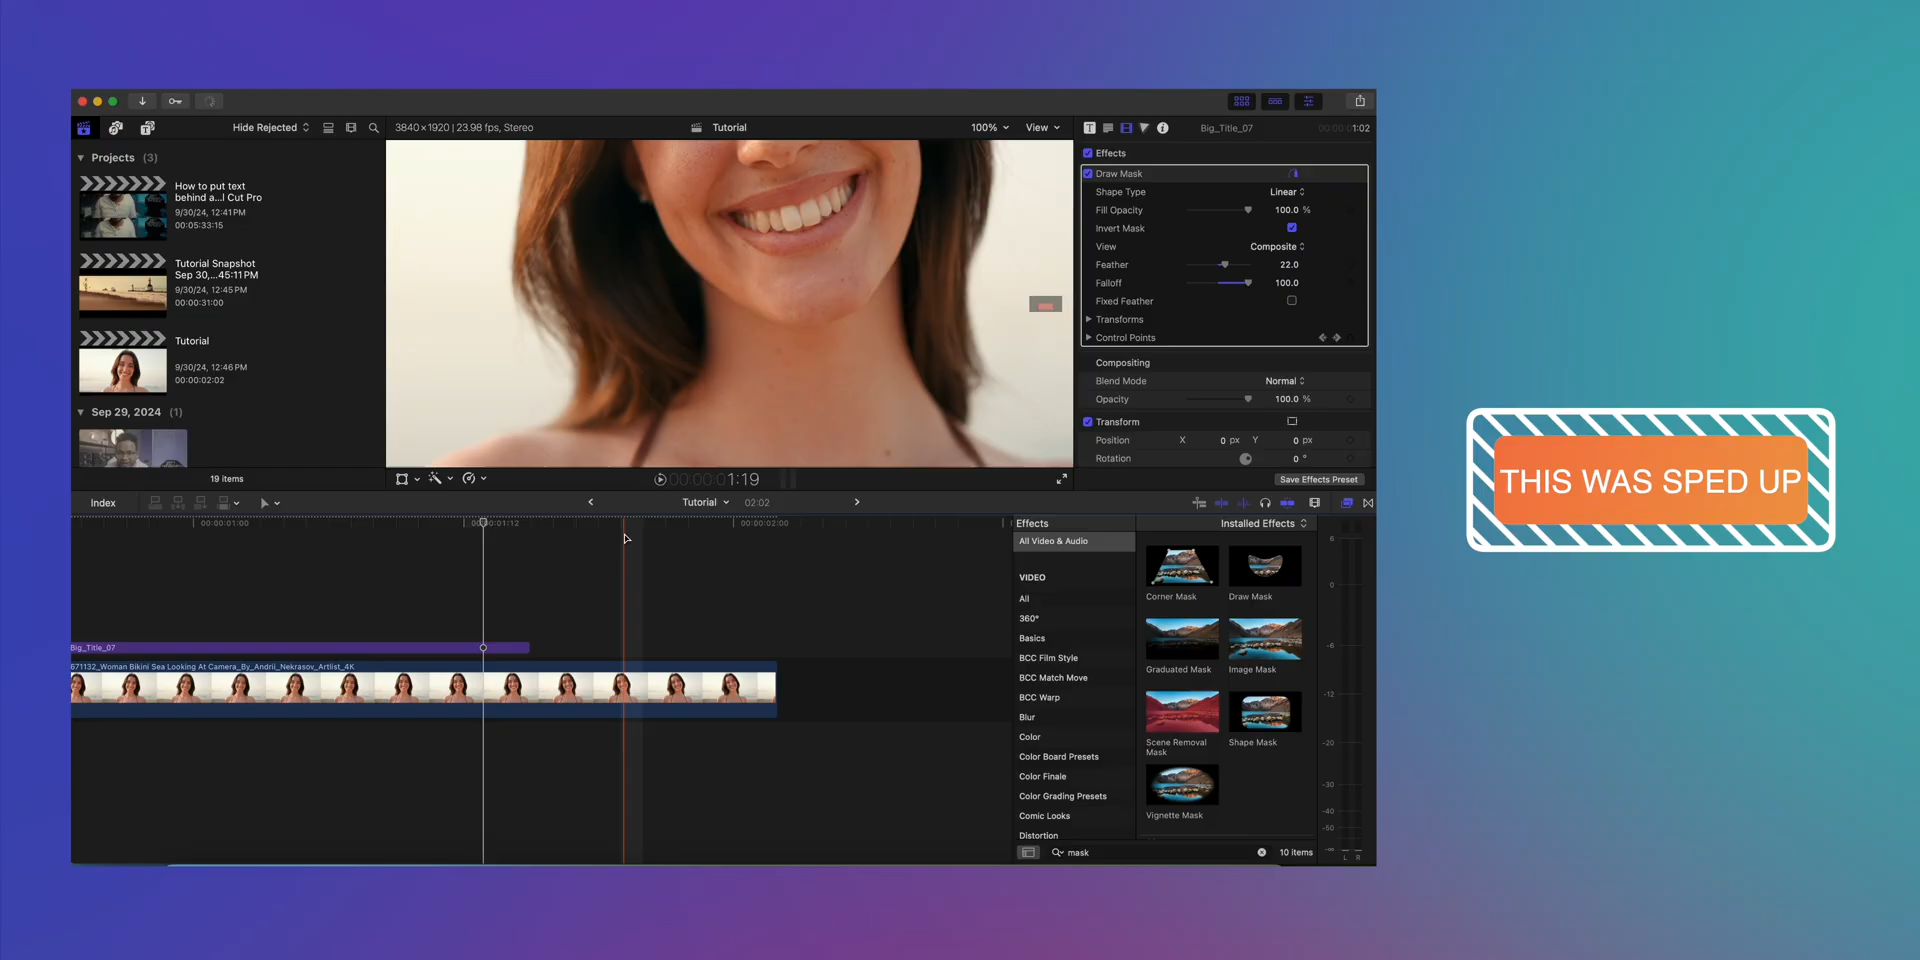 Hide Rejected
3840×1920 | 23.98 fps, Stereo
Tutorial
100%
View
Big_Title_07
00:00:01:02
Projects (3)
How to put text
behind a...l Cut Pro
9/30/24, 12:41 PM
00:05:33:15
Tutorial Snapshot
Sep 30,...45:11 PM
9/30/24, 12:45 PM
00:00:31:00
Tutorial
9/30/24, 12:46 PM
00:00:02:02
Sep 29, 2024 (1)
19 items
Effects
Draw Mask
Shape Type
Linear
Fill Opacity
100.0 %
Invert Mask
View
Composite
Feather
22.0
Falloff
100.0
Fixed Feather
Transforms
Control Points
Compositing
Blend Mode
Normal
Opacity
100.0 %
Transform
Position
X
0 px
Y
0 px
Rotation
0 °
Save Effects Preset
00:00:01:19
Index
Tutorial
02:02
00:00:01:00
00:00:01:12
00:00:02:00
Big_Title_07
671132_Woman Bikini Sea Looking At Camera_By_Andrii_Nekrasov_Artlist_4K
Effects
Installed Effects
All Video & Audio
VIDEO
All
360°
Basics
BCC Film Style
BCC Match Move
BCC Warp
Blur
Color
Color Board Presets
Color Finale
Color Grading Presets
Comic Looks
Distortion
Corner Mask
Draw Mask
Graduated Mask
Image Mask
Scene Removal
Mask
Shape Mask
Vignette Mask
mask
10 items
6
0
-6
-12
-20
-30
-40
-50
-∞
L R
THIS WAS SPED UP